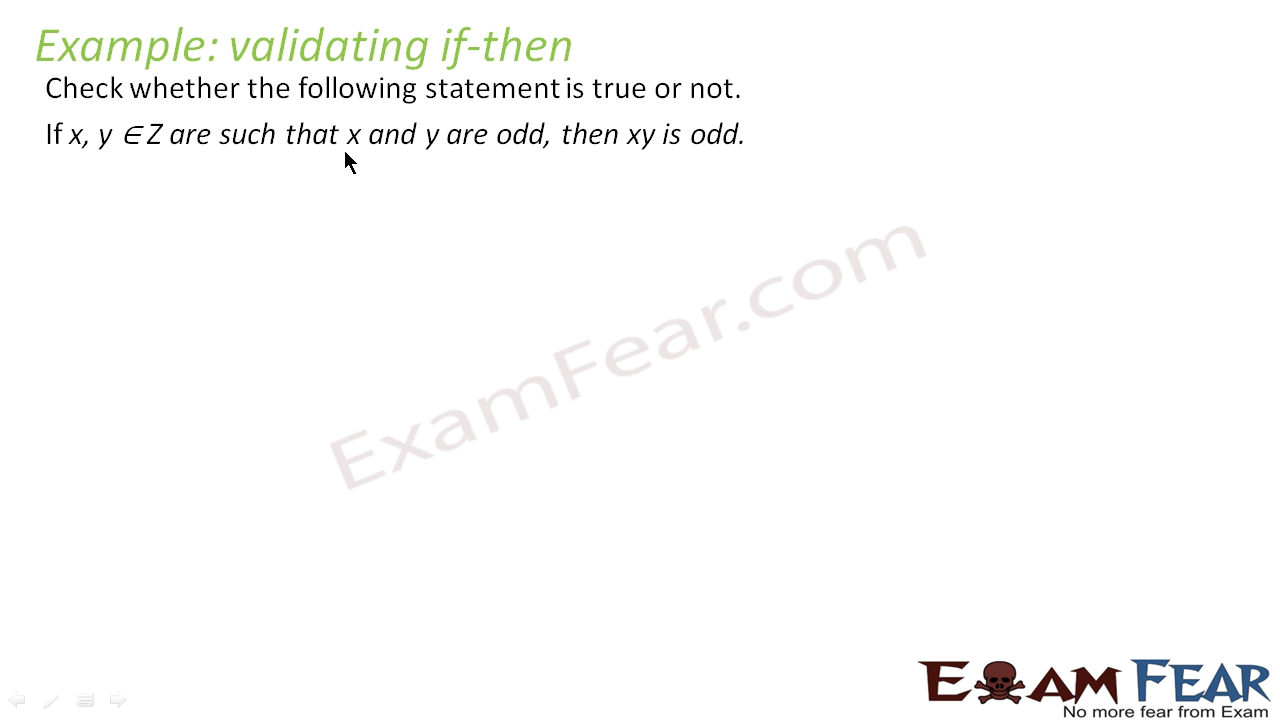 Example: validating if-then
Check whether the following statement is true or not.
If x, y ∈ Z are such that x and y are odd, then xy is odd.
ExamFear.com
EXAM FEAR
No more fear from Exam